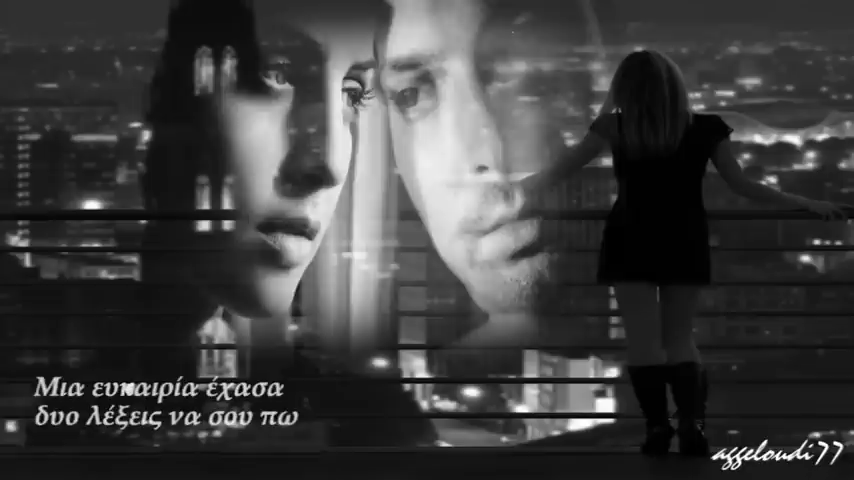 Μια ευκαιρία έχασα
δυο λέξεις να σου πω
aggeloudi77